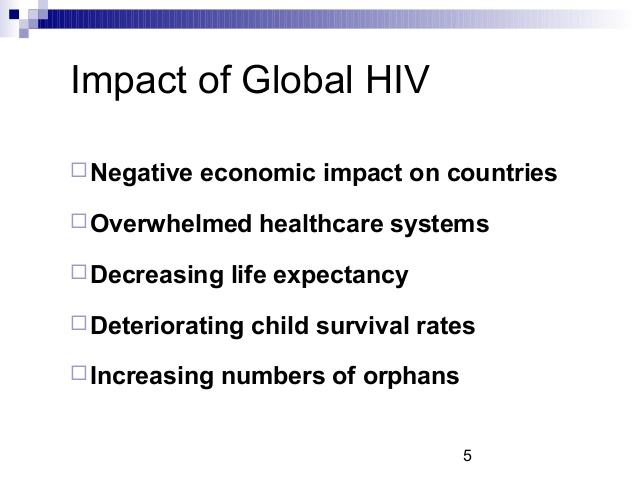 Impact of Global HIV
Negative economic impact on countries
Overwhelmed healthcare systems
Decreasing life expectancy
Deteriorating child survival rates
Increasing numbers of orphans
5